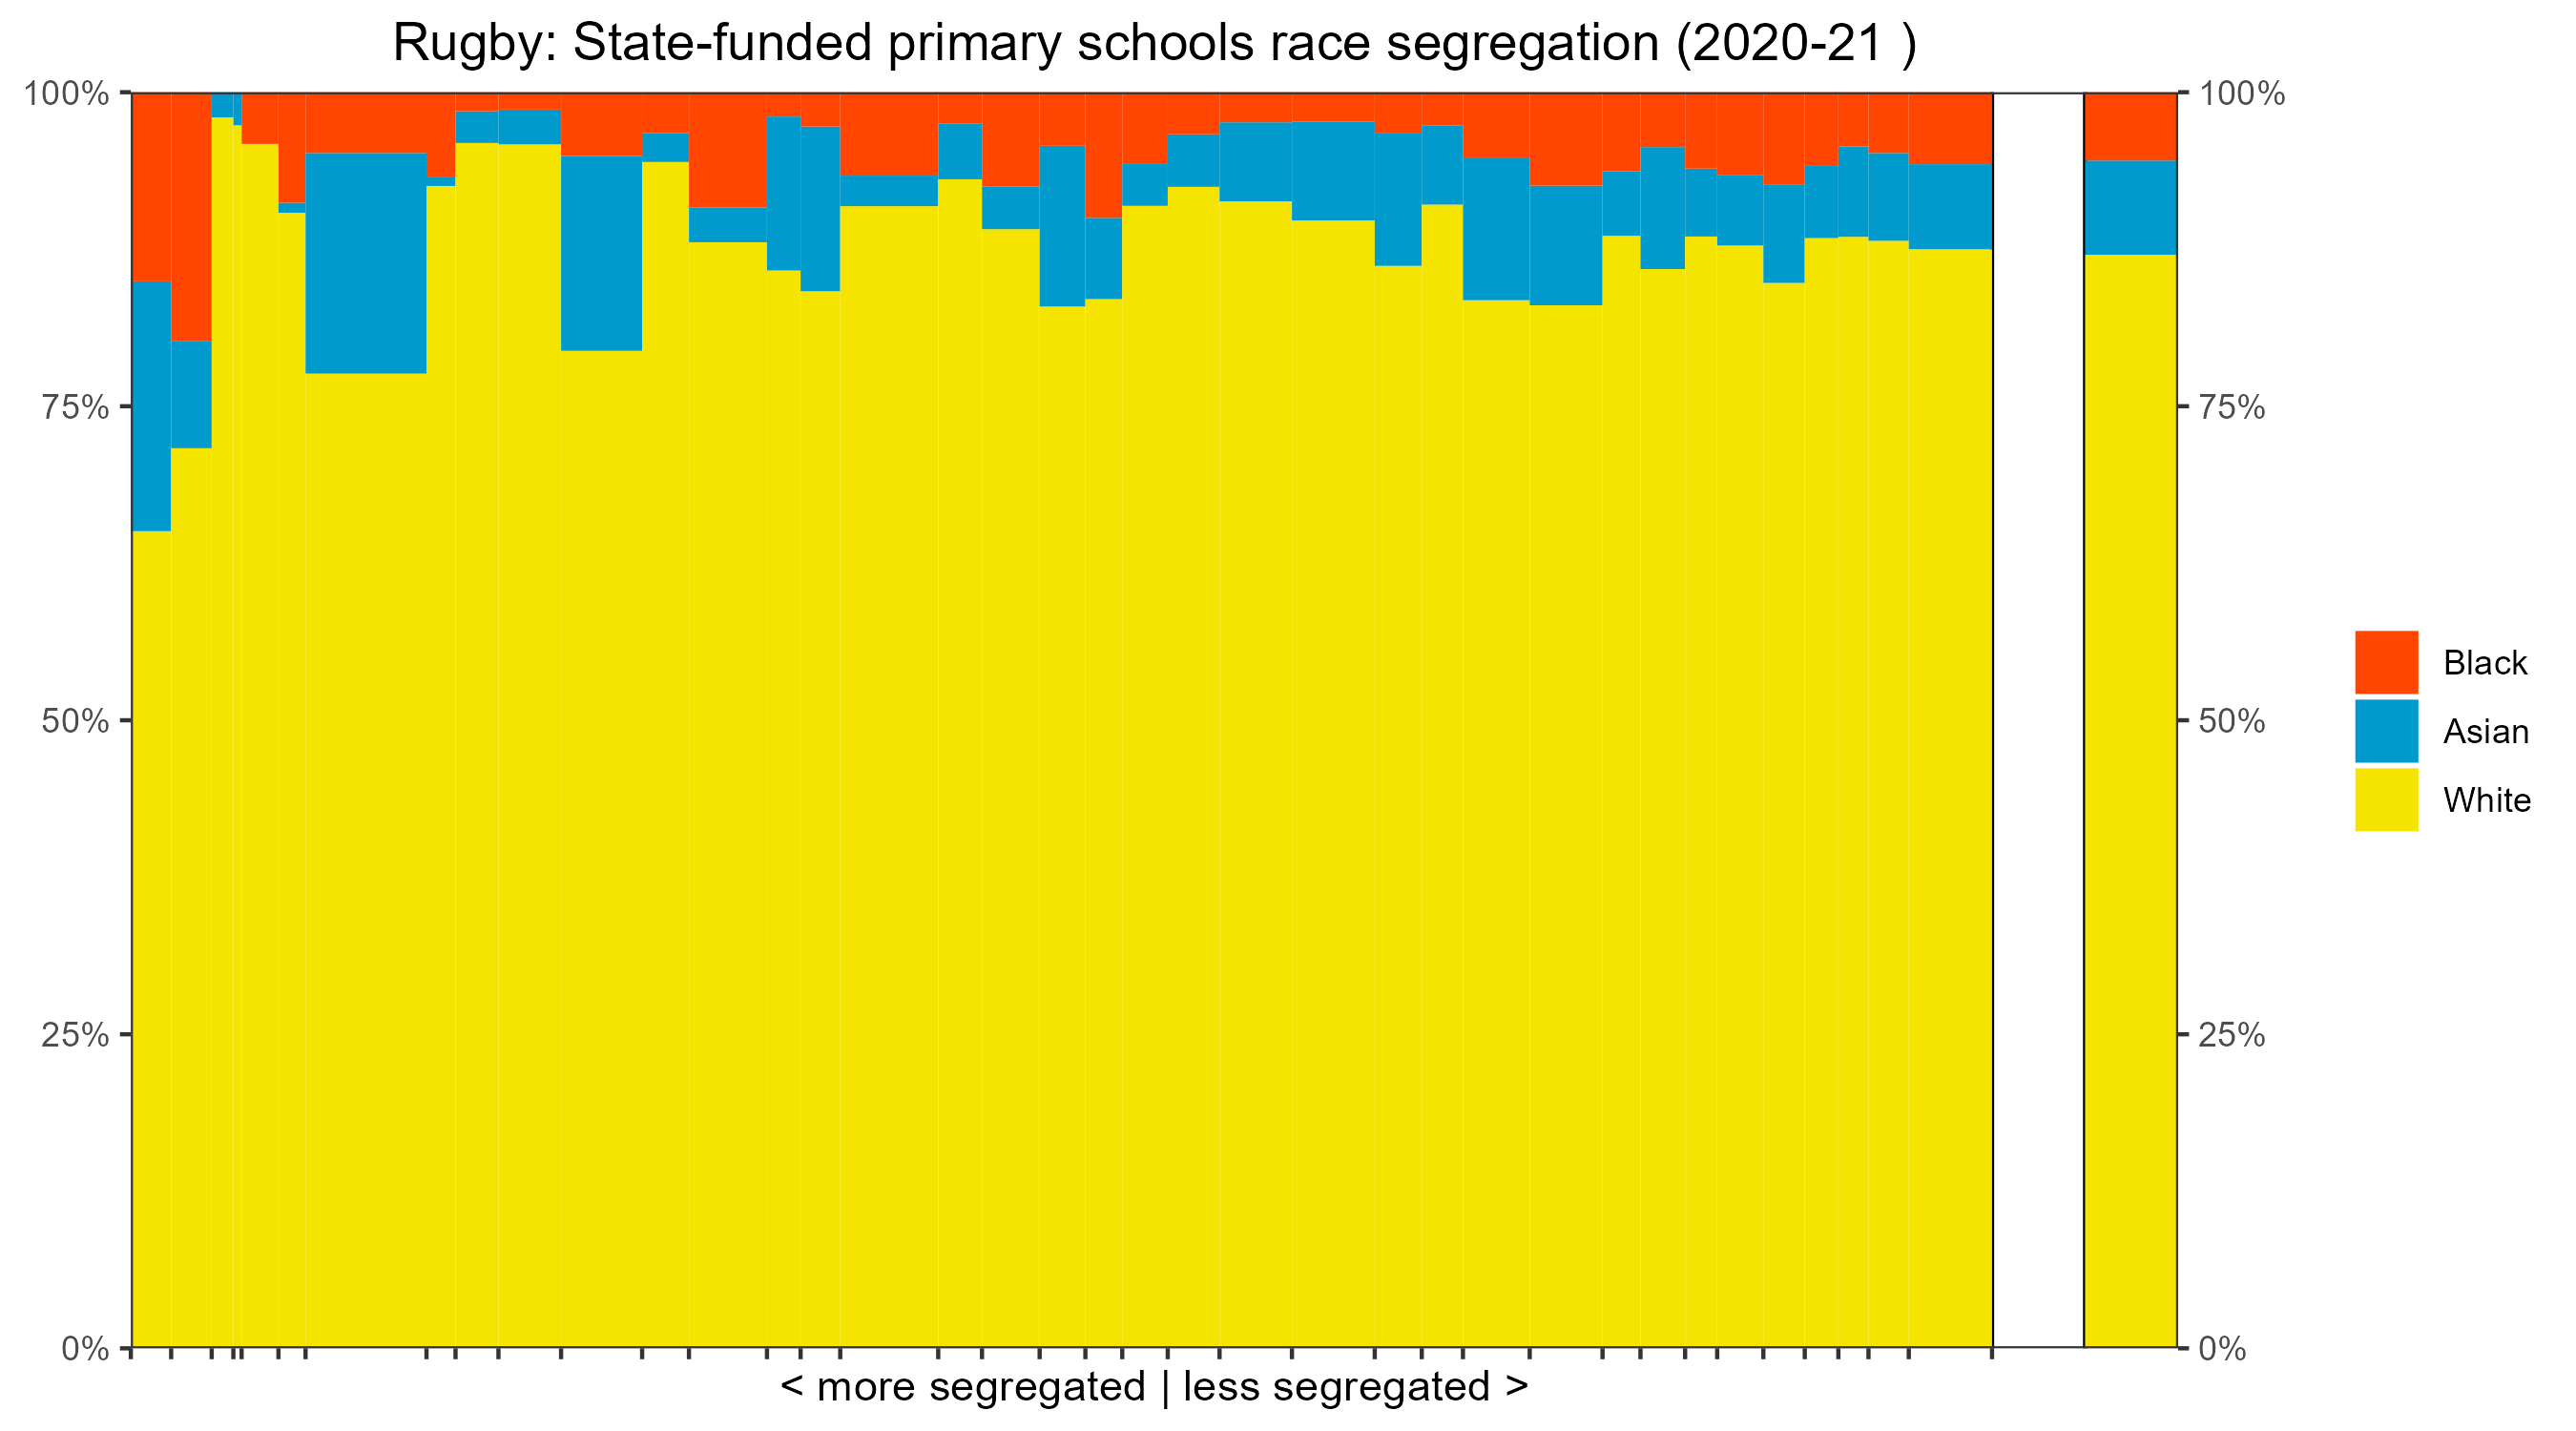 Rugby: State-funded primary schools race segregation (2020-21 )
100%
75%
50%
25%
0%
100%
75%
50%
25%
0%
Black
Asian
White
< more segregated | less segregated >